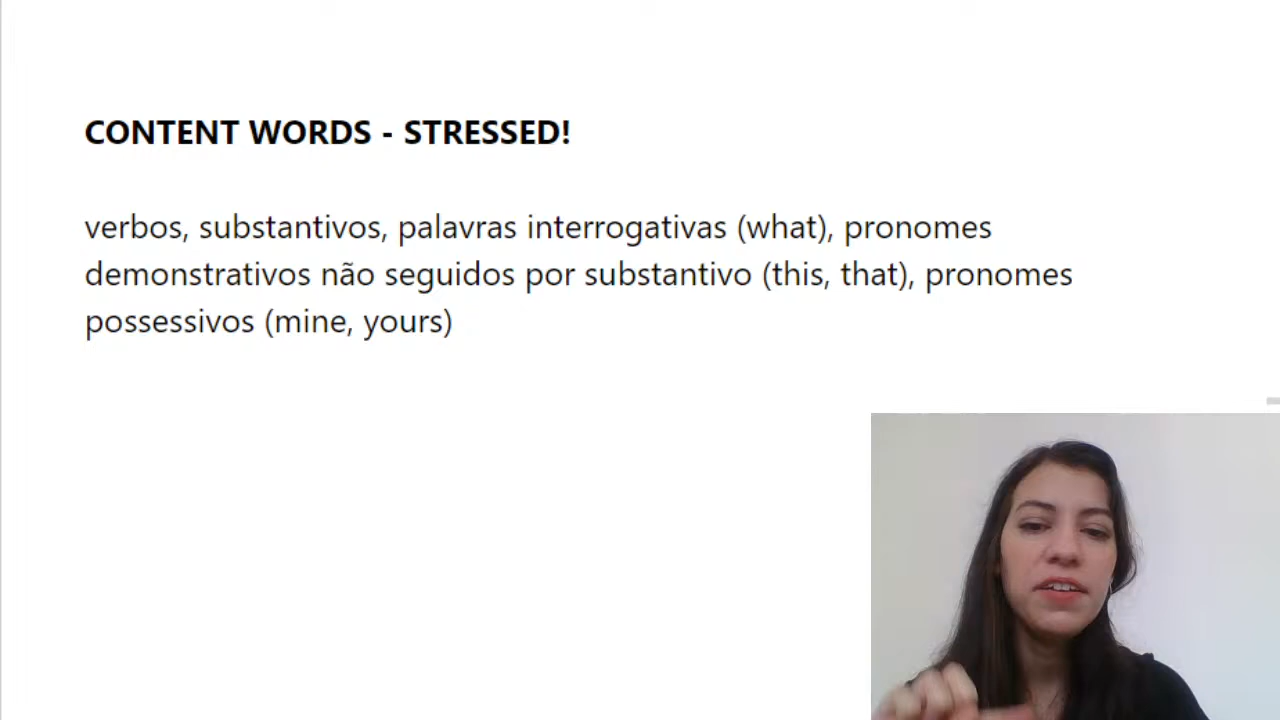 CONTENT WORDS - STRESSED!
verbos, substantivos, palavras interrogativas (what), pronomes
demonstrativos não seguidos por substantivo (this, that), pronomes
possessivos (mine, yours)